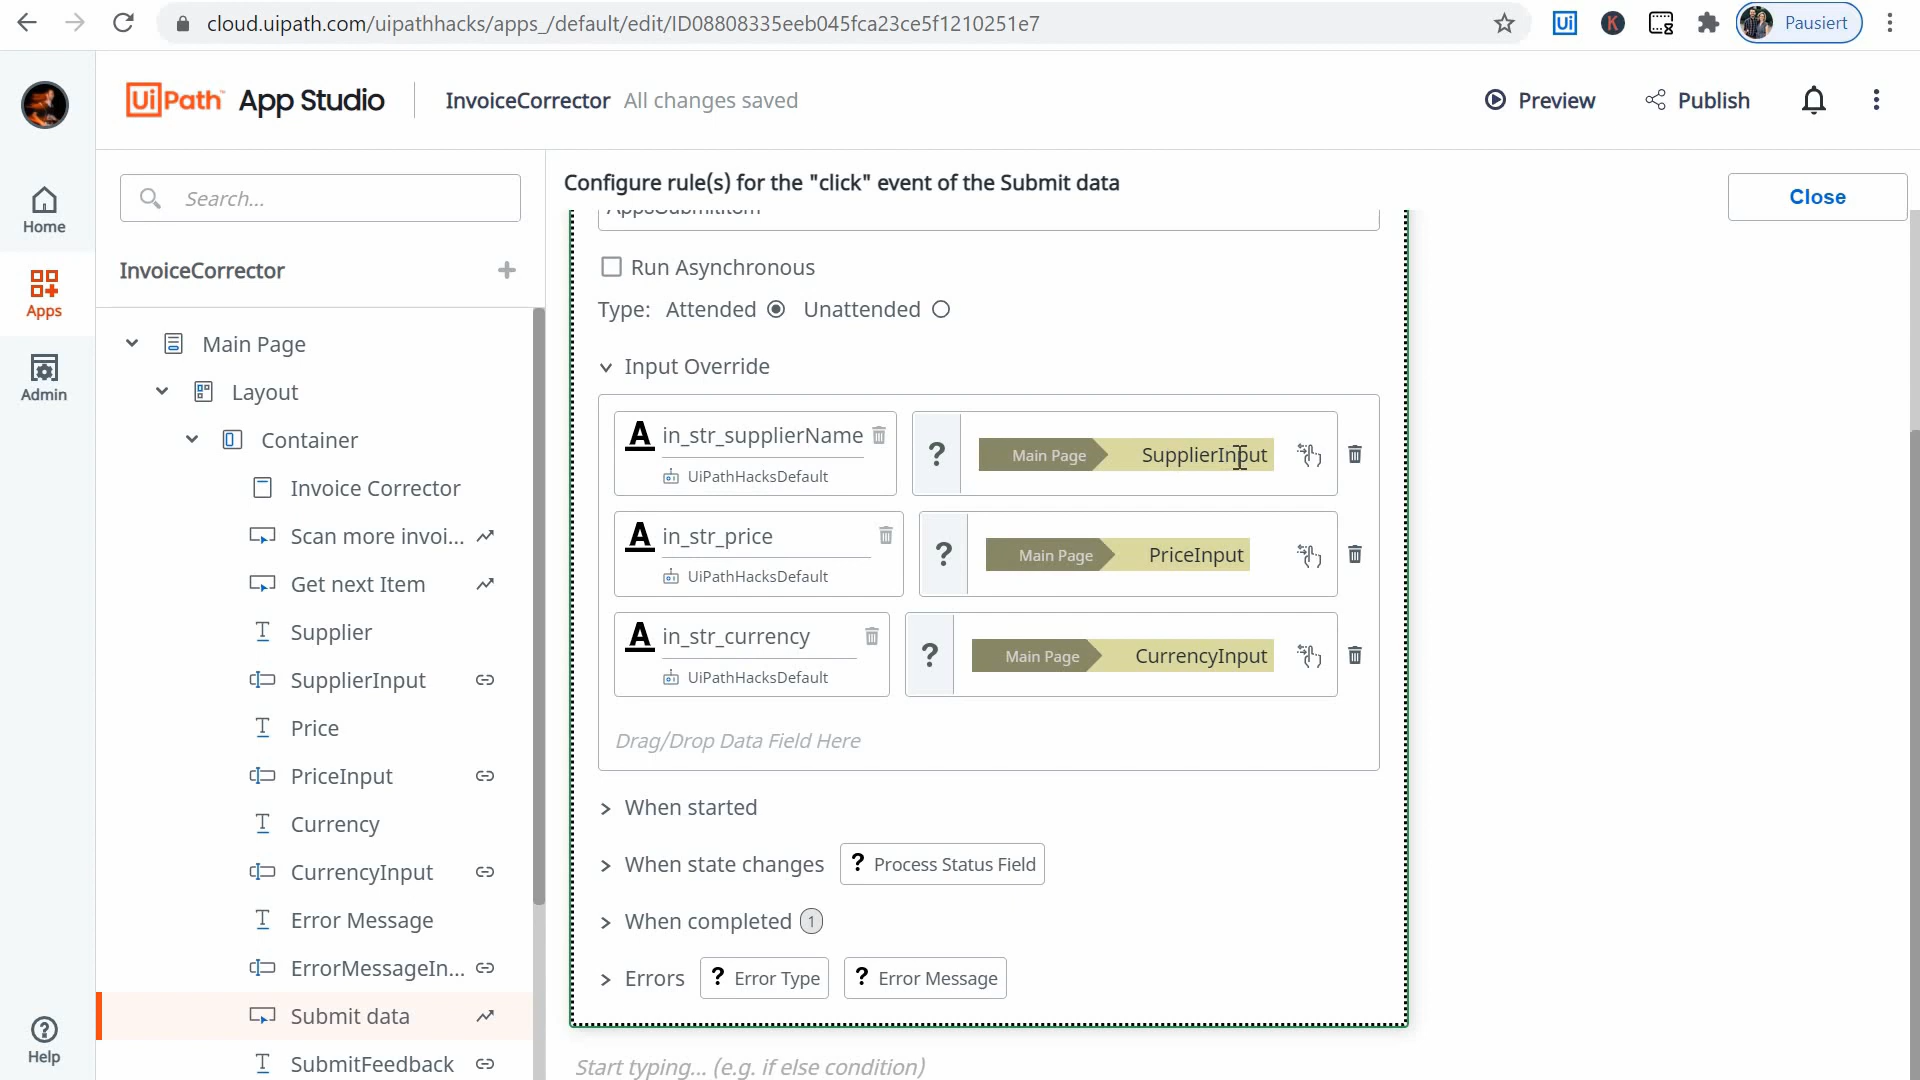 cloud.uipath.com/uipathhacks/apps_/default/edit/ID08808335eeb045fca23ce5f1210251e7
Ui
K
Pausiert
UiPath App Studio
InvoiceCorrector All changes saved
Preview
Publish
Home
Apps
Admin
Help
Search...
InvoiceCorrector
Main Page
Layout
Container
Invoice Corrector
Scan more invoi...
Get next Item
Supplier
SupplierInput
Price
PriceInput
Currency
CurrencyInput
Error Message
ErrorMessageIn...
Submit data
SubmitFeedback
Configure rule(s) for the "click" event of the Submit data
Close
AppsSubmitItem
Run Asynchronous
Type: Attended Unattended
Input Override
A in_str_supplierName
UiPathHacksDefault
? Main Page SupplierInput
A in_str_price
UiPathHacksDefault
? Main Page PriceInput
A in_str_currency
UiPathHacksDefault
? Main Page CurrencyInput
Drag/Drop Data Field Here
When started
When state changes ? Process Status Field
When completed 1
Errors ? Error Type ? Error Message
Start typing... (e.g. if else condition)